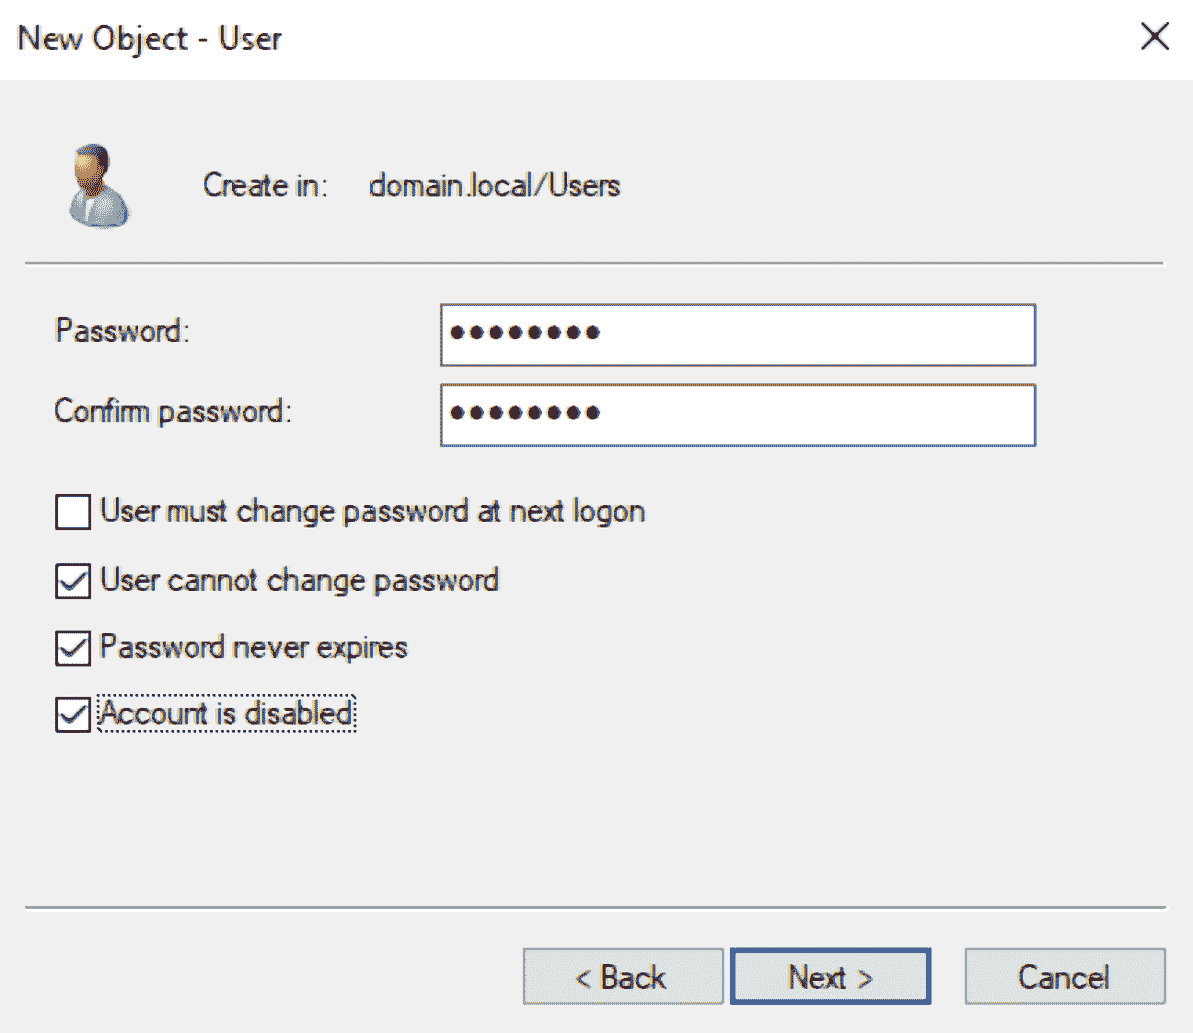 New Object - User
Create in: domain.local/Users
Password: ●●●●●●●●
Confirm password: ●●●●●●●●
User must change password at next logon
User cannot change password
Password never expires
Account is disabled
< Back Next > Cancel